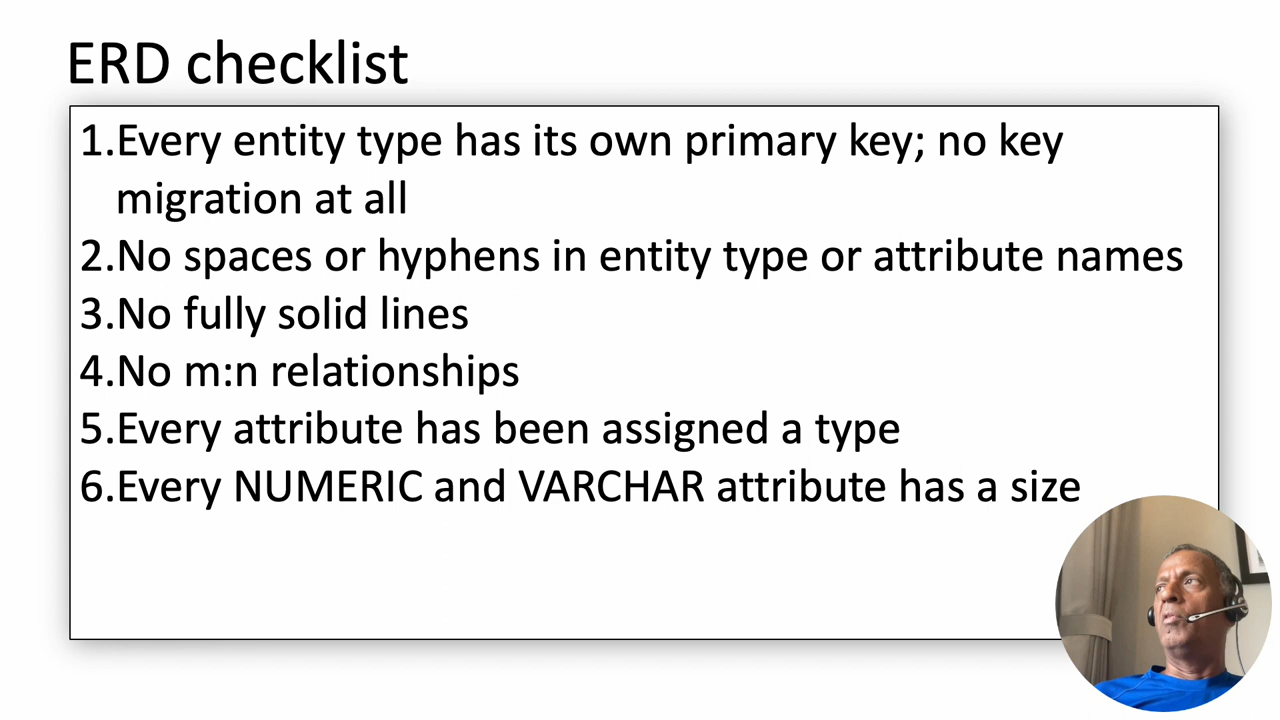 ERD checklist
1.Every entity type has its own primary key; no key
migration at all
2.No spaces or hyphens in entity type or attribute names
3.No fully solid lines
4.No m:n relationships
5.Every attribute has been assigned a type
6.Every NUMERIC and VARCHAR attribute has a size